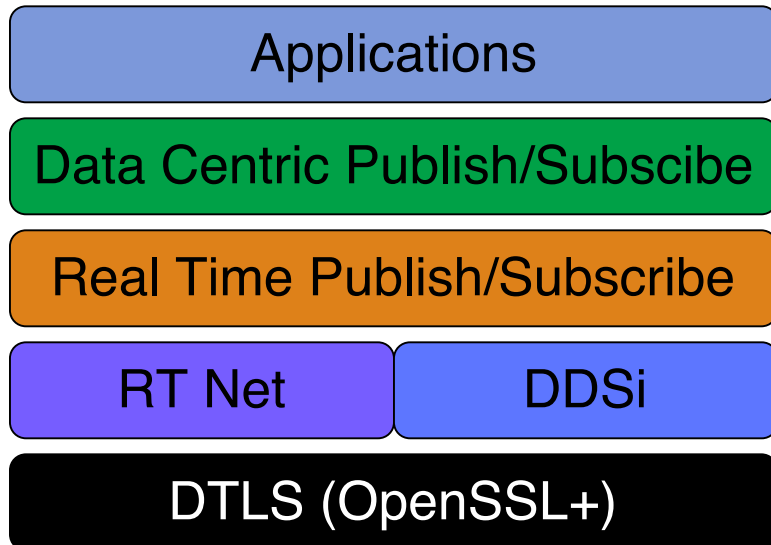 Applications
Data Centric Publish/Subscibe
Real Time Publish/Subscribe
RT Net
DDSi
DTLS (OpenSSL+)